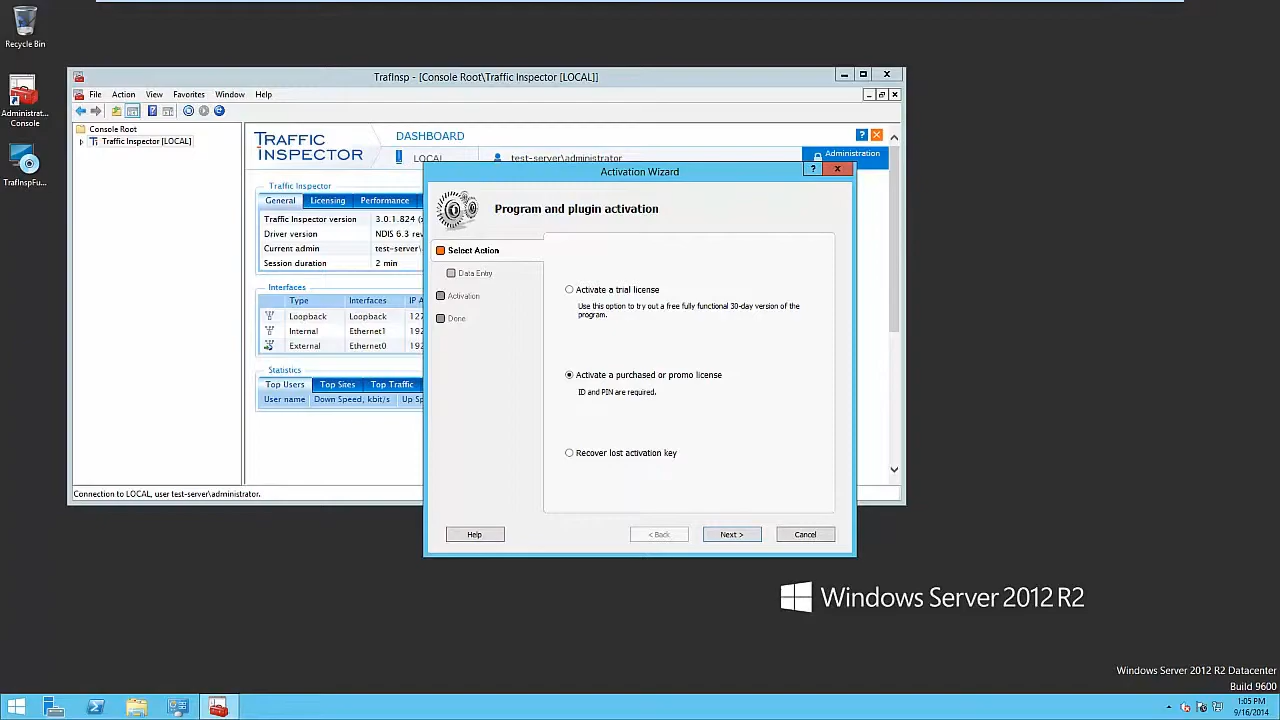 Recycle Bin
Administrat...
Console
TrafInspFu...
TrafInsp - [Console Root\Traffic Inspector [LOCAL]]
File Action View Favorites Window Help
Console Root
Traffic Inspector [LOCAL]
TRAFFIC
INSPECTOR
DASHBOARD
LOCAL
test-server\administrator
Administration
Traffic Inspector
General Licensing Performance
Traffic Inspector version 3.0.1.824
Driver version NDIS 6.3 rev
Current admin test-server\
Session duration 2 min
Interfaces
Type Interfaces IP A
Loopback Loopback 127
Internal Ethernet1 192
External Ethernet0 192
Statistics
Top Users Top Sites Top Traffic
User name Down Speed, kbit/s Up Sp
Connection to LOCAL, user test-server\administrator.
Activation Wizard
Program and plugin activation
Select Action
Data Entry
Activation
Done
Activate a trial license
Use this option to try out a free fully functional 30-day version of the
program.
Activate a purchased or promo license
ID and PIN are required.
Recover lost activation key
Help
< Back
Next >
Cancel
Windows Server 2012 R2
Windows Server 2012 R2 Datacenter
Build 9600
1:05 PM
9/16/2014